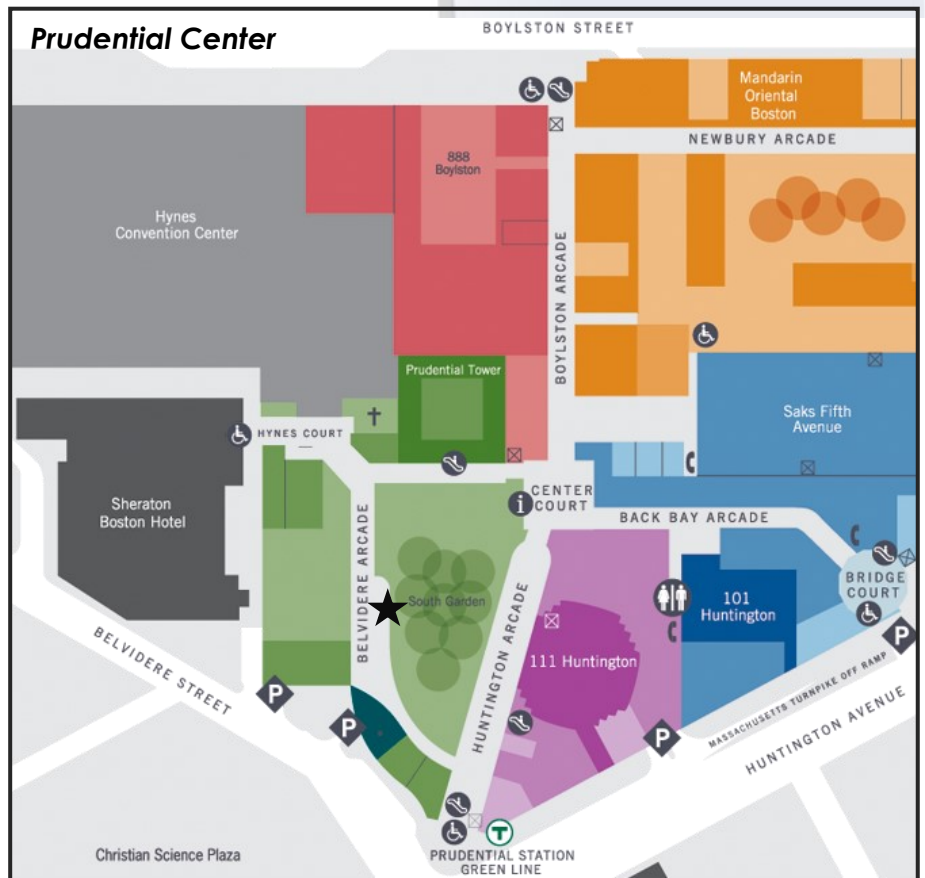 Prudential Center
BOYLSTON STREET
Mandarin
Oriental
Boston
NEWBURY ARCADE
888
Boylston
Hynes
Convention Center
BOYLSTON ARCADE
Prudential Tower
Saks Fifth
Avenue
HYNES COURT
Sheraton
Boston Hotel
i
CENTER
COURT
BACK BAY ARCADE
BELVIDERE ARCADE
South Garden
HUNTINGTON ARCADE
101
Huntington
BRIDGE
COURT
111 Huntington
BELVIDERE STREET
P
P
P
P
MASSACHUSETTS TURNPIKE OFF RAMP
HUNTINGTON AVENUE
T
PRUDENTIAL STATION
GREEN LINE
Christian Science Plaza